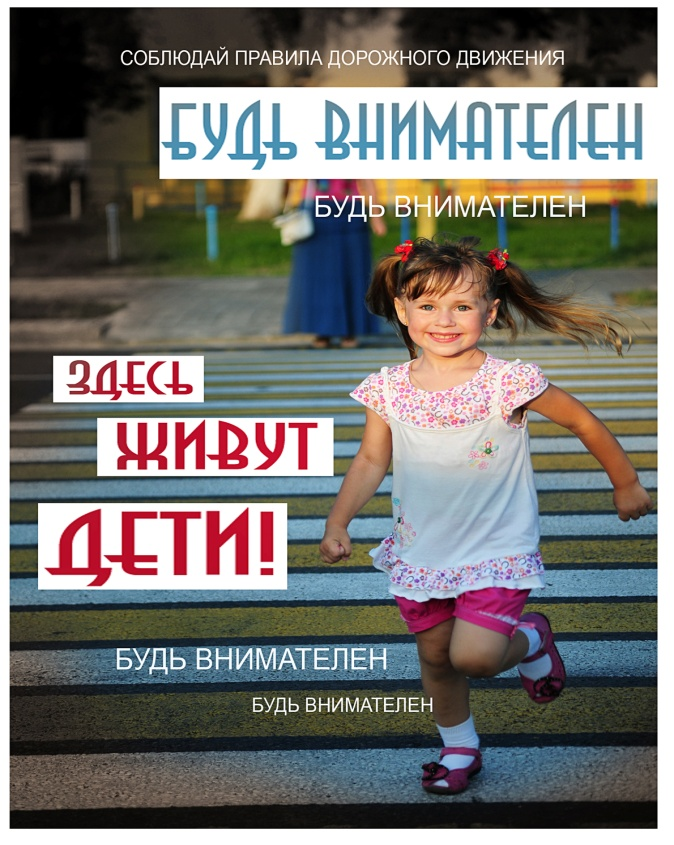 СОБЛЮДАЙ ПРАВИЛА ДОРОЖНОГО ДВИЖЕНИЯ
БУДЬ ВНИМАТЕЛЕН
БУДЬ ВНИМАТЕЛЕН
ЗДЕСЬ
ЖИВУТ
ДЕТИ!
БУДЬ ВНИМАТЕЛЕН
БУДЬ ВНИМАТЕЛЕН